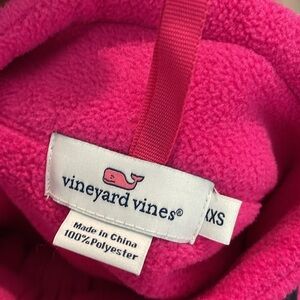 vineyard vines®
XXS
Made in China
100% Polyester